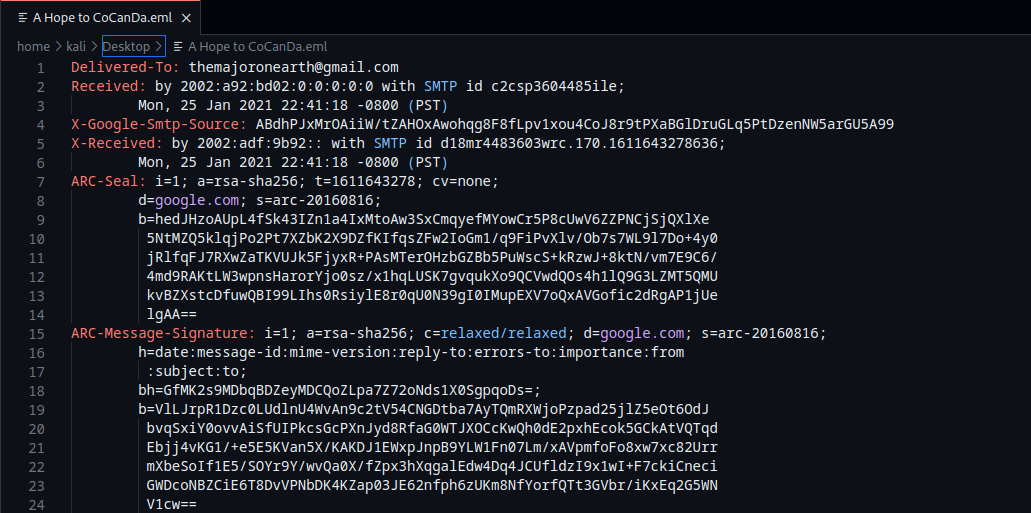 A Hope to CoCanDa.eml
home > kali > Desktop > A Hope to CoCanDa.eml
1 Delivered-To: themajoronearth@gmail.com
2 Received: by 2002:a92:bd02:0:0:0:0:0 with SMTP id c2csp3604485ile;
3 Mon, 25 Jan 2021 22:41:18 -0800 (PST)
4 X-Google-Smtp-Source: ABdhPJxMrOAiiW/tZAHOxAwohqg8F8fLpv1xou4CoJ8r9tPXaBGlDruGLq5PtDzenNW5arGU5A99
5 X-Received: by 2002:adf:9b92:: with SMTP id d18mr4483603wrc.170.1611643278636;
6 Mon, 25 Jan 2021 22:41:18 -0800 (PST)
7 ARC-Seal: i=1; a=rsa-sha256; t=1611643278; cv=none;
8 d=google.com; s=arc-20160816;
9 b=hedJHzoAUpL4fSk43IZn1a4IxMtoAw3SxCmqyefMYowCr5P8cUwV6ZZPNCjSjQXlXe
10 5NtMZQ5klqjPo2Pt7XZbK2X9DZfKIfqsZFw2IoGm1/q9FiPvXlv/Ob7s7WL9l7Do+4y0
11 jRlfqFJ7RXwZaTKVUJk5FjyxR+PAsMTerOHzbGZBb5PuWscS+kRzwJ+8ktN/vm7E9C6/
12 4md9RAKtLW3wpnsHarorYjo0sz/x1hqLUSK7gvqukXo9QCVwdQOs4h1lQ9G3LZMT5QMU
13 kvBZXstcDfuwQBI99LIhs0RsiylE8r0qU0N39gI0IMupEXV7oQxAVGofic2dRgAP1jUe
14 lgAA==
15 ARC-Message-Signature: i=1; a=rsa-sha256; c=relaxed/relaxed; d=google.com; s=arc-20160816;
16 h=date:message-id:mime-version:reply-to:errors-to:importance:from
17 :subject:to;
18 bh=GfMK2s9MDbqBDZeyMDCQoZLpa7Z72oNds1X0SgpqoDs=;
19 b=VlLJrpR1Dzc0LUdlnU4WvAn9c2tV54CNGDtba7AyTQmRXWjoPzpad25jlZ5eOt6OdJ
20 bvqSxiY0ovvAiSfUIPkcsGcPXnJyd8RfaG0WTJXOCcKwQh0dE2pxhEcok5GCkAtVQTqd
21 Ebjj4vKG1/+e5E5KVan5X/KAKDJ1EWxpJnpB9YLW1Fn07Lm/xAVpmfoFo8xw7xc82Urr
22 mXbeSoIf1E5/SOYr9Y/wvQa0X/fZpx3hXqgalEdw4Dq4JCUfldzI9x1wI+F7ckiCneci
23 GWDcoNBZCiE6T8DvVPNbDK4KZap03JE62nfph6zUKm8NfYorfQTt3GVbr/iKxEq2G5WN
24 V1cw==